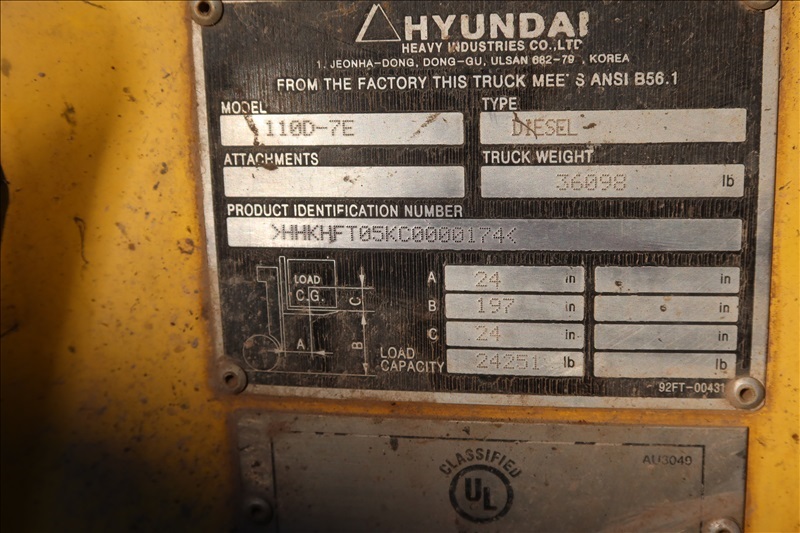 HYUNDAI
HEAVY INDUSTRIES CO.,LTD
1. JEONHA-DONG, DONG-GU, ULSAN 682-79 , KOREA
FROM THE FACTORY THIS TRUCK MEETS ANSI B56.1
MODEL TYPE
110D-7E DIESEL
ATTACHMENTS TRUCK WEIGHT
36098 lb
PRODUCT IDENTIFICATION NUMBER
>HHKHFT05KC0000174<
LOAD C.G. C A B
A 24 in in
B 197 in in
C 24 in in
LOAD CAPACITY 24251 lb lb
92FT-00431
CLASSIFIED
UL
AU3049